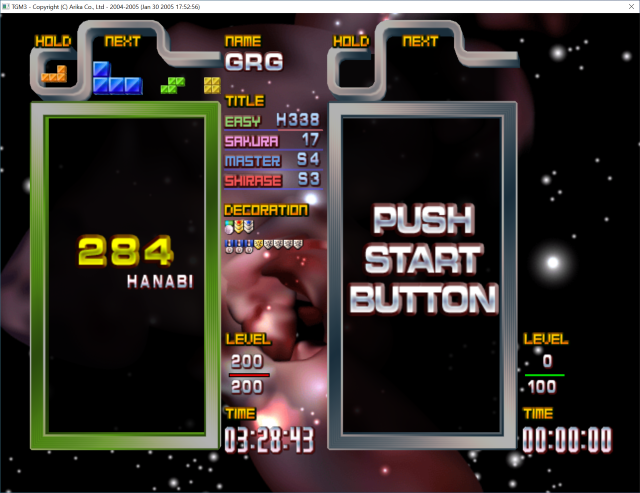 TGM3 - Copyright (C) Arika Co., Ltd - 2004-2005 (Jan 30 2005 17:52:56)
HOLD NEXT
NAME
GRG
TITLE
EASY H338
SAKURA 17
MASTER S4
SHIRASE S3
DECORATION
284
HANABI
LEVEL
200
200
TIME
03:28:43
HOLD NEXT
PUSH
START
BUTTON
LEVEL
0
100
TIME
00:00:00